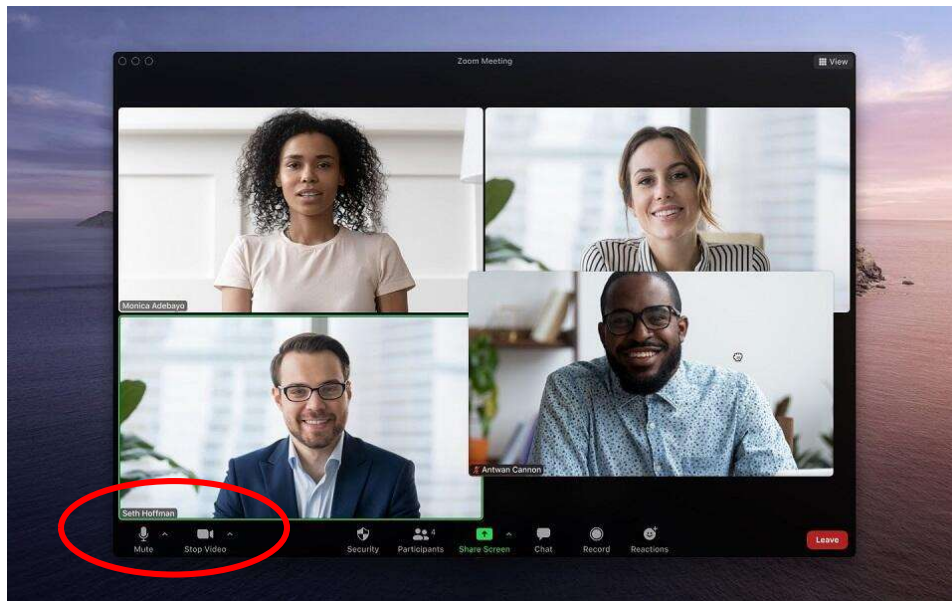 Zoom Meeting
View
Monica Adebayo
Antwan Cannon
Seth Hoffman
Mute
Stop Video
Security
Participants
4
Share Screen
Chat
Record
Reactions
Leave